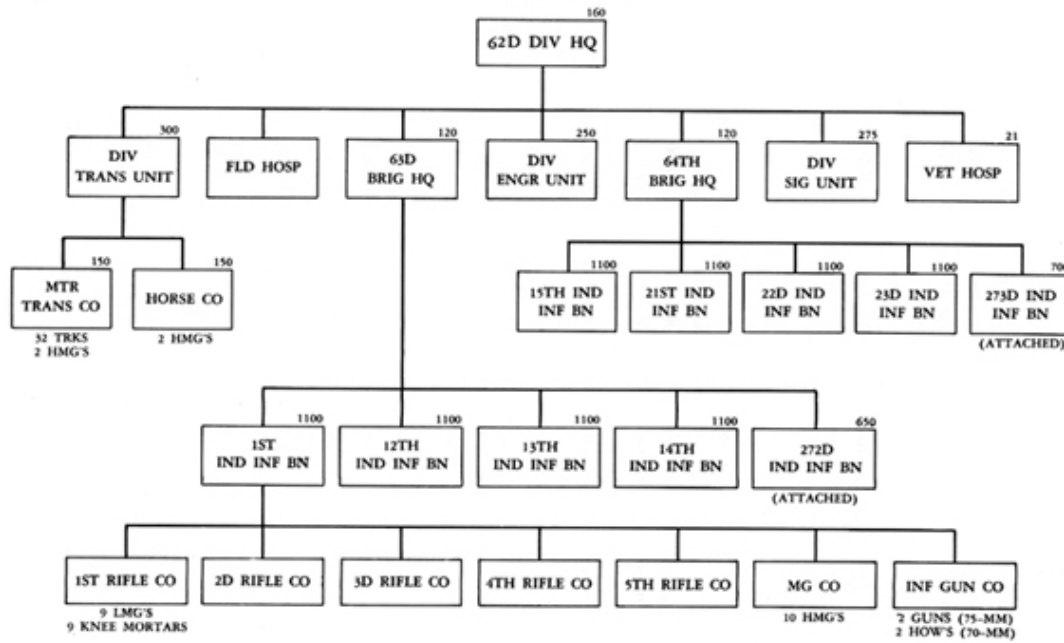 160
62D DIV HQ
300
DIV
TRANS UNIT
FLD HOSP
120
63D
BRIG HQ
250
DIV
ENGR UNIT
120
64TH
BRIG HQ
275
DIV
SIG UNIT
21
VET HOSP
150
MTR
TRANS CO
32 TRKS
2 HMG'S
150
HORSE CO
2 HMG'S
1100
15TH IND
INF BN
1100
21ST IND
INF BN
1100
22D IND
INF BN
1100
23D IND
INF BN
700
273D IND
INF BN
(ATTACHED)
1100
1ST
IND INF BN
1100
12TH
IND INF BN
1100
13TH
IND INF BN
1100
14TH
IND INF BN
650
272D
IND INF BN
(ATTACHED)
1ST RIFLE CO
9 LMG'S
9 KNEE MORTARS
2D RIFLE CO
3D RIFLE CO
4TH RIFLE CO
5TH RIFLE CO
MG CO
10 HMG'S
INF GUN CO
2 GUNS (75-MM)
2 HOW'S (70-MM)